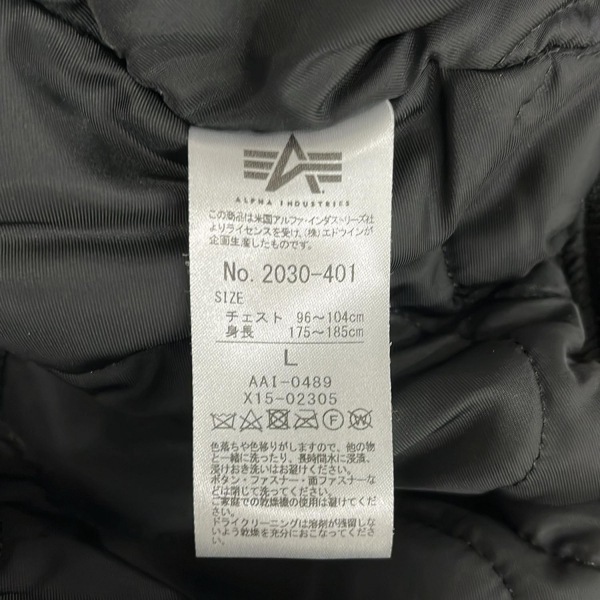 ALPHA INDUSTRIES
この商品は米国アルファ・インダストリーズ社
よりライセンスを受け、(株)エドウインが
企画生産したものです。
No. 2030-401
SIZE
チェスト 96～104cm
身長 175～185cm
L
AAI-0489
X15-02305
F W
色落ちや色移りがしますので、他の物
と一緒に洗ったり、長時間水に浸漬、
浸けおき洗いはお避けください。
ボタン・ファスナー・面ファスナーな
どは閉じて洗ってください。
ご家庭での乾燥機の使用は避けてくだ
さい。
ドライクリーニングは溶剤が残留しな
いよう乾燥を充分におこなってください。